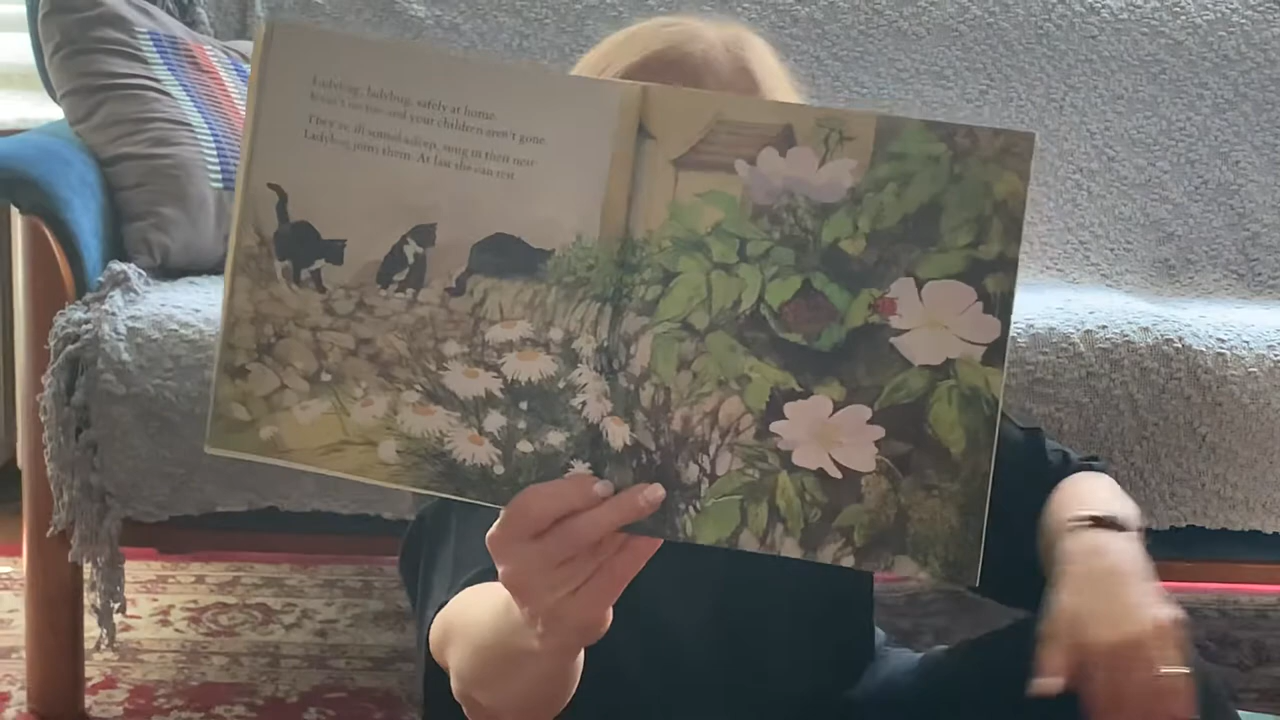 Ladybug, ladybug, safely at home.
and your children aren't gone.
They're all sound asleep, snug in their nest.
Ladybug joins them. At last she can rest.